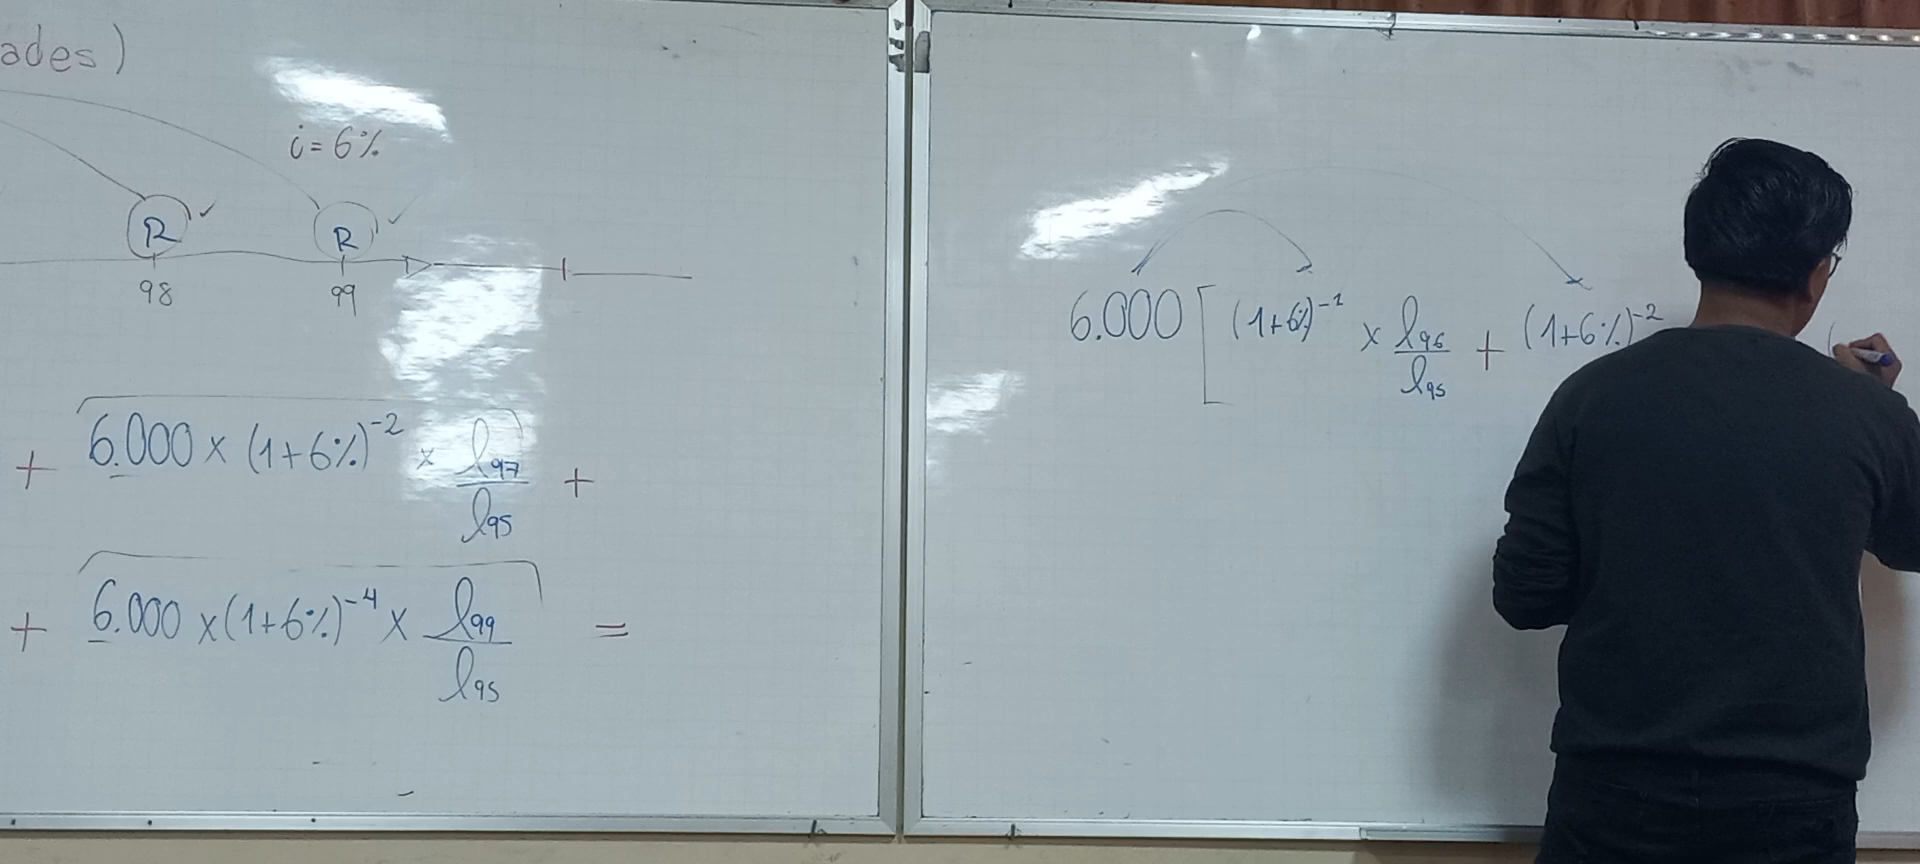 ades)
i = 6%
R ✓ R ✓
98 99
+ 6.000 x (1+6%)^-2 x l97/l95 +
+ 6.000 x (1+6%)^-4 x l99/l95 =
6.000 [ (1+6%)^-1 x l96/l95 + (1+6%)^-2
(